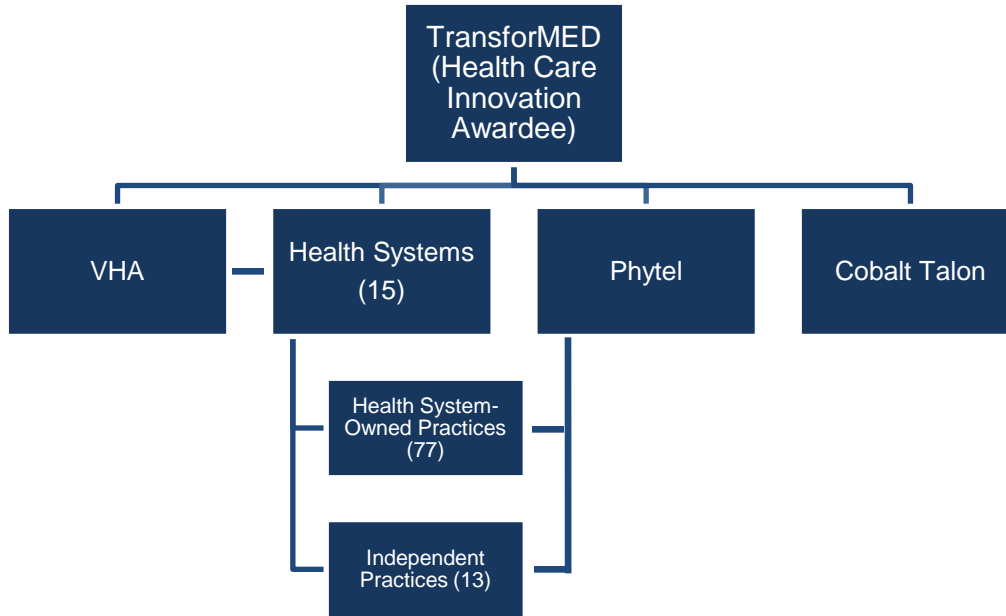 TransforMED
(Health Care
Innovation
Awardee)
VHA
Health Systems
(15)
Phytel
Cobalt Talon
Health System-
Owned Practices
(77)
Independent
Practices (13)